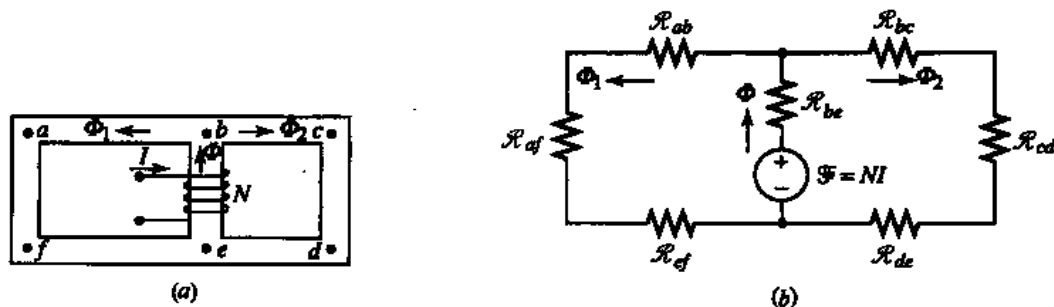 ℛab ℛbc
Φ1 Φ Φ2
ℛbe
a Φ1 b Φ2 c
I Φ
ℛaf ℛcd
N
ℱ = NI
f e d
ℛef ℛde
(a) (b)